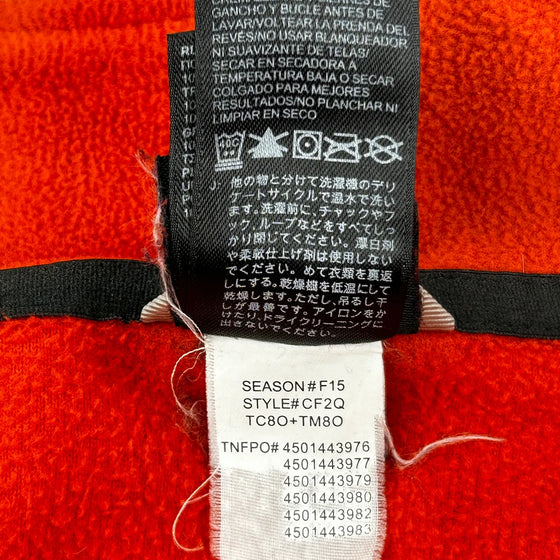 GANCHO Y BUCLE ANTES DE
LAVAR/VOLTEAR LA PRENDA DEL
REVÉS/NO USAR BLANQUEADOR
NI SUAVIZANTE DE TELAS/
SECAR EN SECADORA A
TEMPERATURA BAJA O SECAR
COLGADO PARA MEJORES
RESULTADOS/NO PLANCHAR NI
LIMPIAR EN SECO
40C
J: 他の物と分けて洗濯機のデリ
ケートサイクルで温水で洗い
ます。洗濯前に、チャックやフッ
ク、ループなどをすべてしっ
かり閉じてください。漂白剤
や柔軟仕上げ剤は使用しない
でください。めて衣類を裏返
しにする。乾燥機を低温にして
乾燥します。ただし、吊るし干
しが最善です。アイロンをか
けたり、ドライクリーニングに
出さないでください。
SEASON#F15
STYLE#CF2Q
TC8O+TM8O
TNFPO# 4501443976
4501443977
4501443979
4501443980
4501443982
4501443983